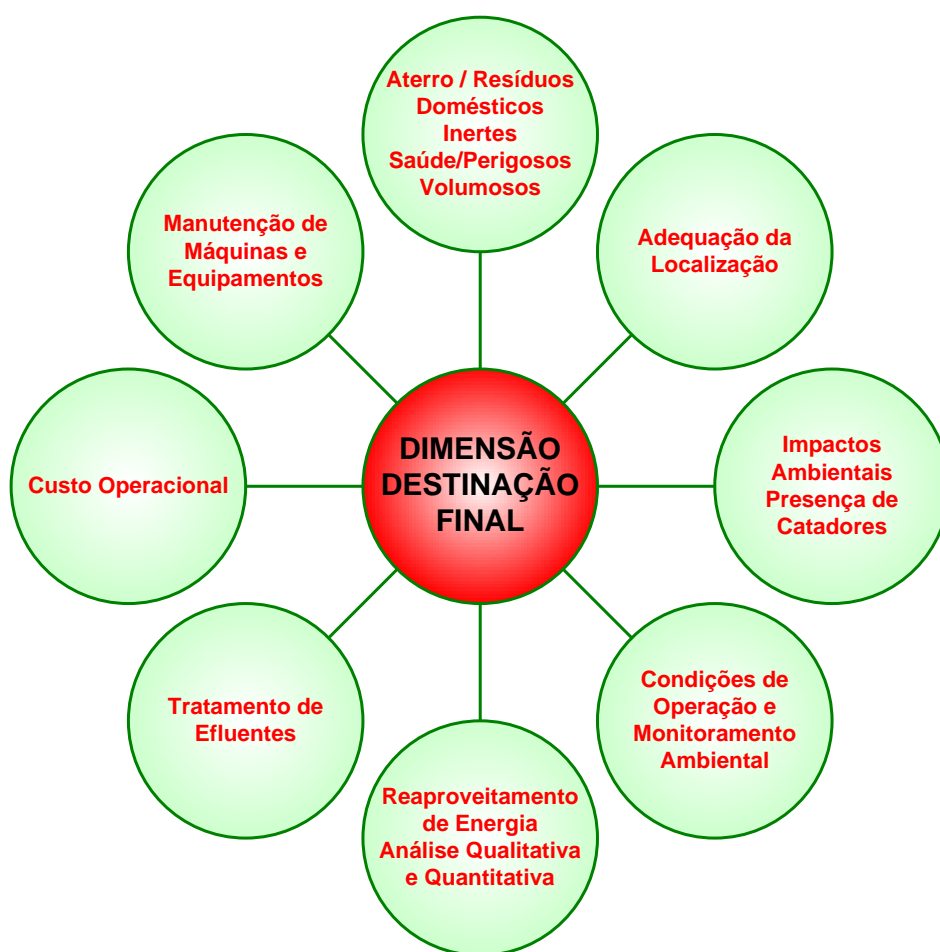 Aterro / Resíduos
Domésticos
Inertes
Saúde/Perigosos
Volumosos
Manutenção de
Máquinas e
Equipamentos
Adequação da
Localização
DIMENSÃO
DESTINAÇÃO
FINAL
Custo Operacional
Impactos
Ambientais
Presença de
Catadores
Tratamento de
Efluentes
Condições de
Operação e
Monitoramento
Ambiental
Reaproveitamento
de Energia
Análise Qualitativa
e Quantitativa